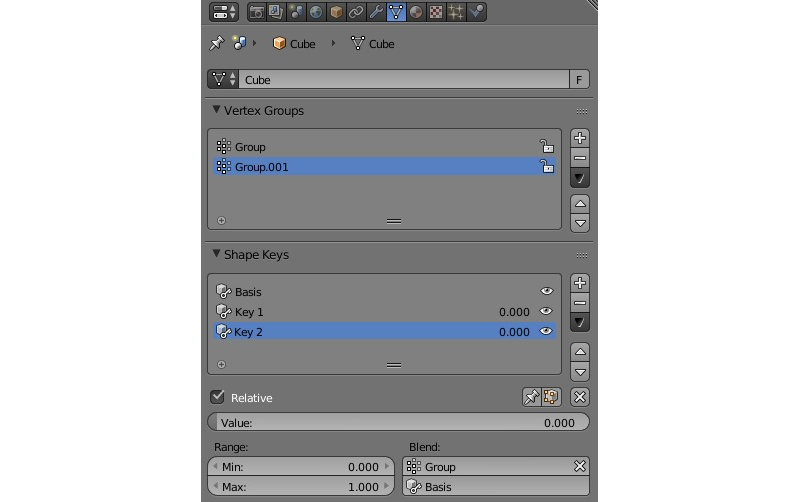 Cube Cube
Cube F
Vertex Groups
Group
Group.001
Shape Keys
Basis
Key 1 0.000
Key 2 0.000
Relative
Value: 0.000
Range: Blend:
Min: 0.000 Group
Max: 1.000 Basis